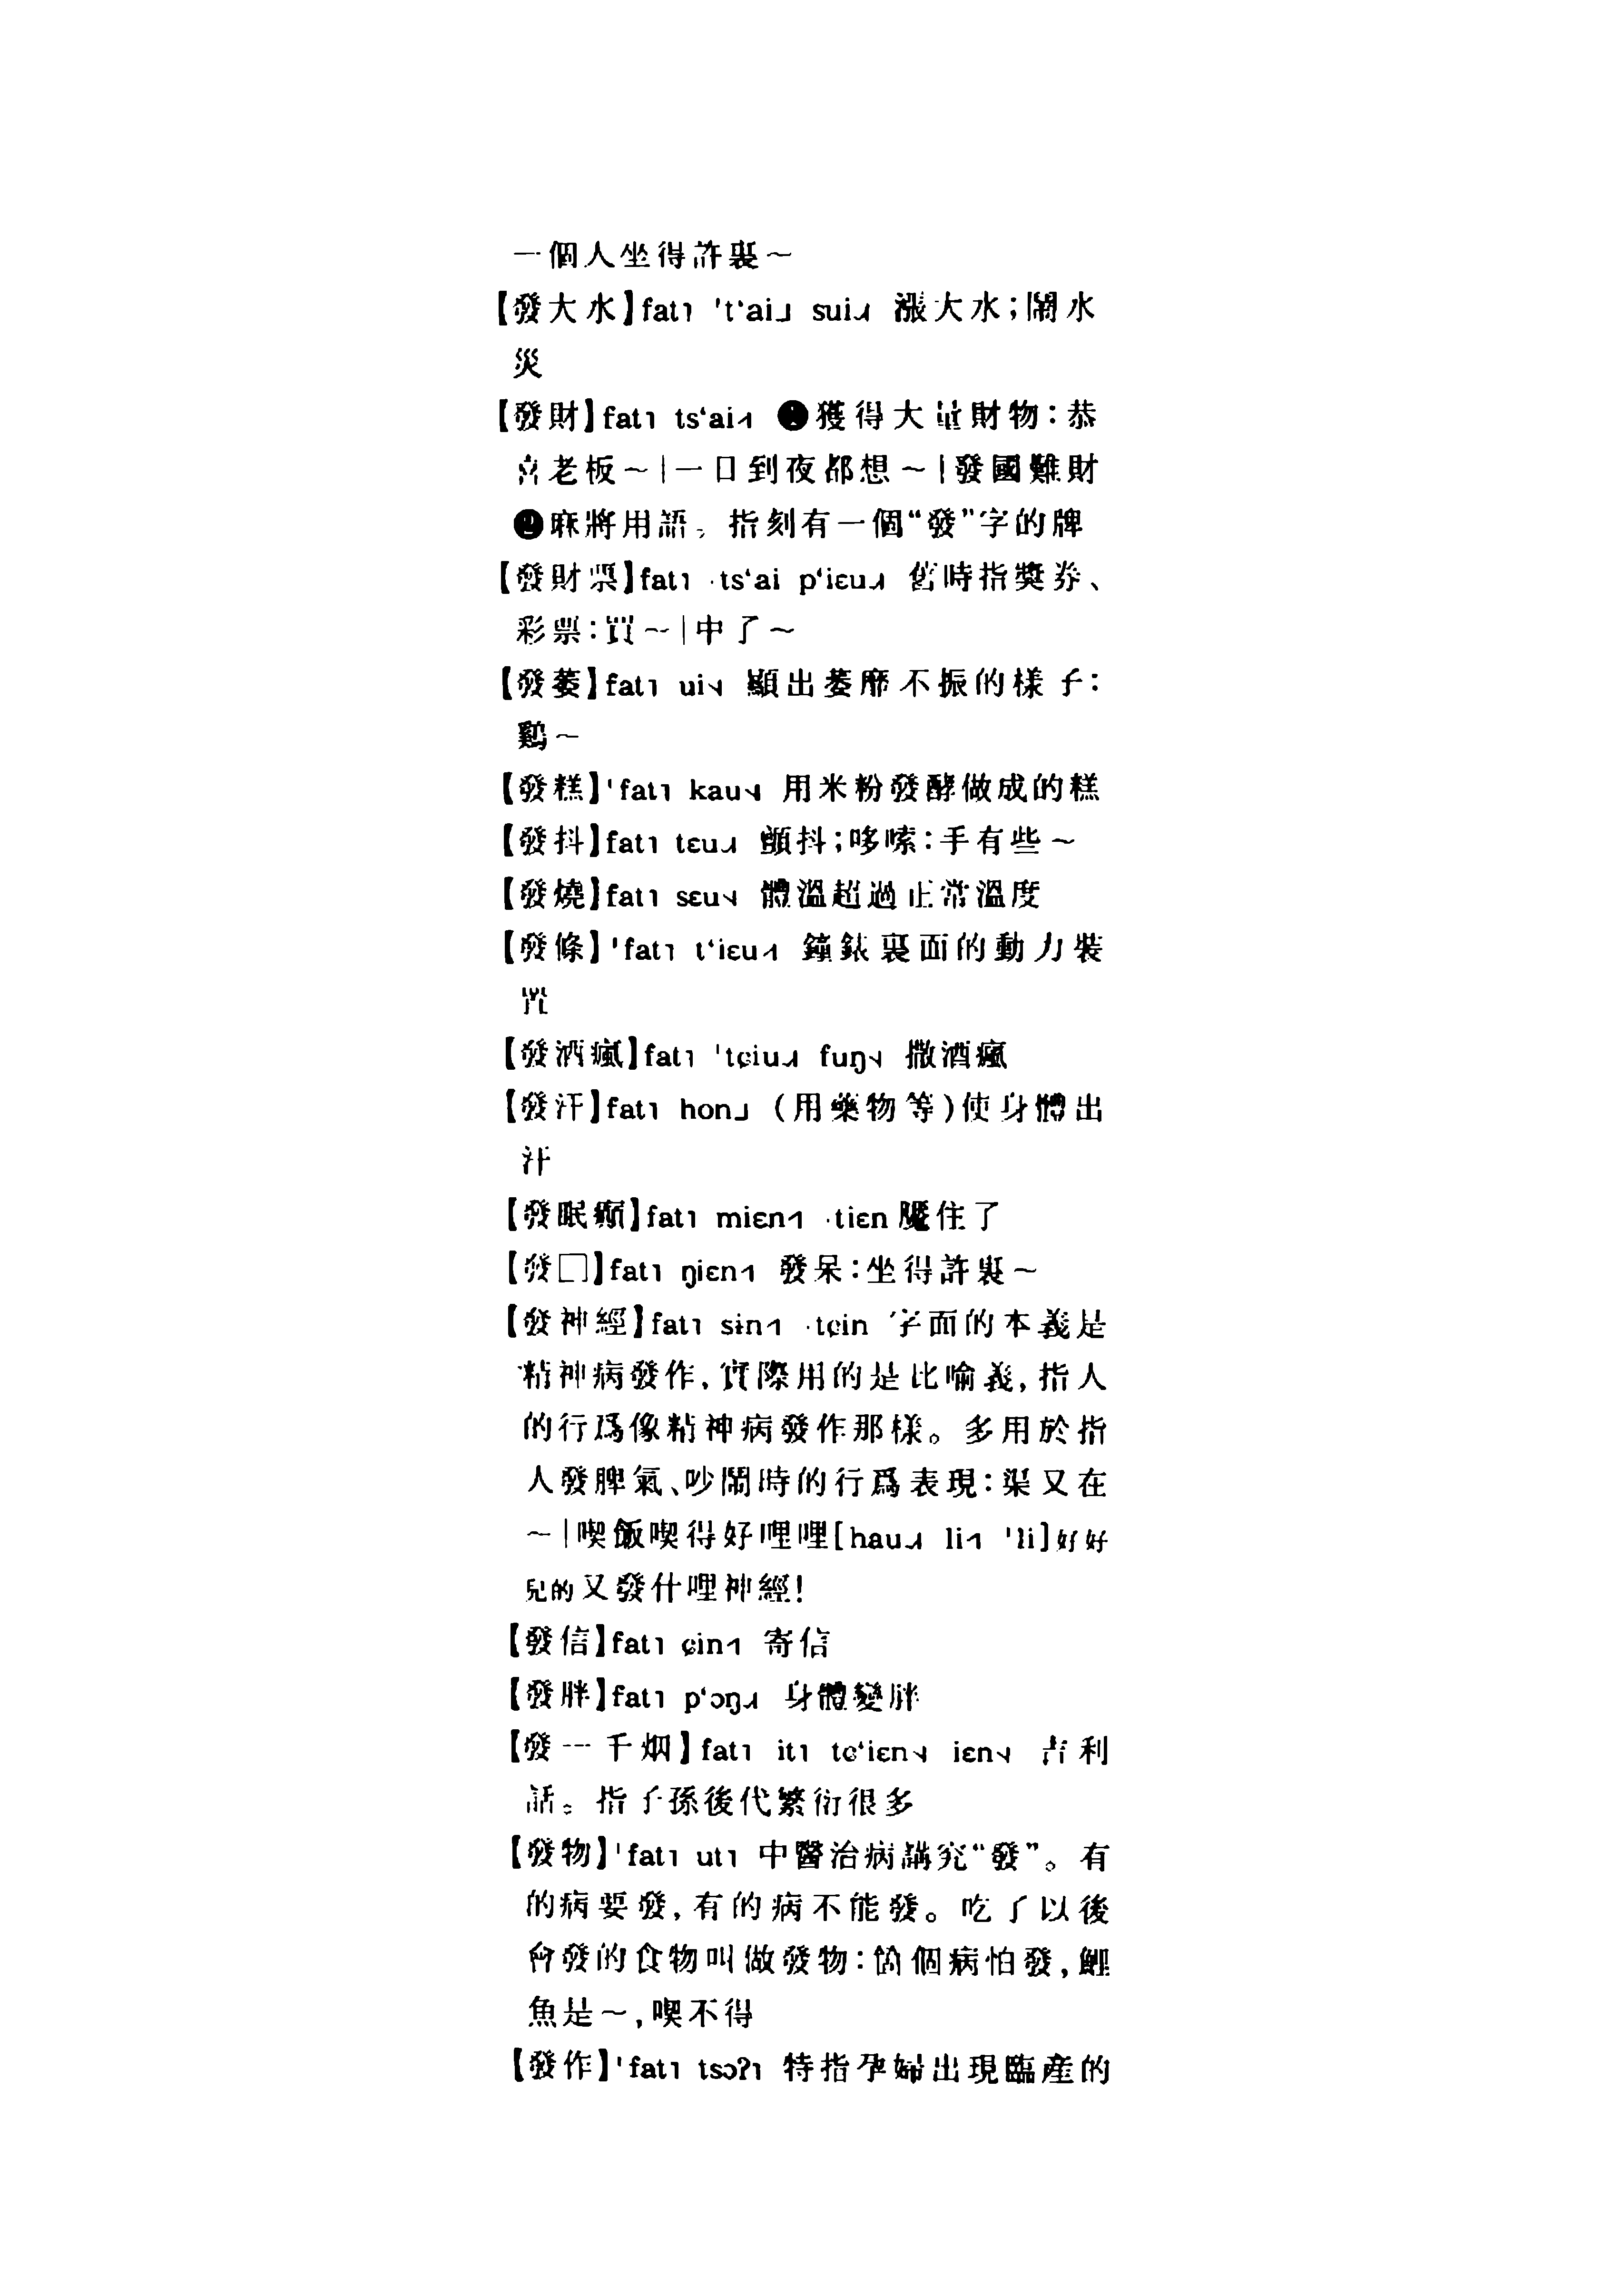 一個人坐得許裏～
【發大水】fat˥ ˈt‘ai˩ sui˨˩˧ 漲大水；鬧水
災
【發財】fat˥ ts‘ai˧˥ ❶獲得大量財物：恭
喜老板～|一日到夜都想～|發國難財
❷麻將用語。指刻有一個“發”字的牌
【發財票】fat˥ ·ts‘ai p‘iɛu˨˩˧ 舊時指獎券、
彩票：買～|中了～
【發萎】fat˥ ui˦˨ 顯出萎靡不振的樣子：
鷄～
【發糕】ˈfat˥ kau˦˨ 用米粉發酵做成的糕
【發抖】fat˥ tɛu˨˩˧ 顫抖；哆嗦：手有些～
【發燒】fat˥ sɛu˦˨ 體溫超過正常溫度
【發條】ˈfat˥ t‘iɛu˧˥ 鐘錶裏面的動力裝
置
【發酒瘋】fat˥ ˈtɕiu˨˩˧ fuŋ˦˨ 撒酒瘋
【發汗】fat˥ hon˩ （用藥物等）使身體出
汗
【發眠癲】fat˥ miɛn˧˥ ·tiɛn 魘住了
【發□】fat˥ ŋiɛn˧˥ 發呆：坐得許裏～
【發神經】fat˥ sɨn˧˥ ·tɕin 字面的本義是
精神病發作，實際用的是比喻義，指人
的行爲像精神病發作那樣。多用於指
人發脾氣、吵鬧時的行爲表現：渠又在
～|喫飯喫得好哩哩[hau˨˩˧ li˧˥ ˈli]好好
兒的又發什哩神經！
【發信】fat˥ ɕin˧˥ 寄信
【發胖】fat˥ p‘ɔŋ˨˩˧ 身體變胖
【發一千烟】fat˥ it˥ tɕ‘iɛn˦˨ iɛn˦˨ 吉利
話。指子孫後代繁衍很多
【發物】ˈfat˥ ut˥ 中醫治病講究“發”。有
的病要發，有的病不能發。吃了以後
會發的食物叫做發物：箇個病怕發，鯉
魚是～，喫不得
【發作】ˈfat˥ tsɔʔ˥ 特指孕婦出現臨産的